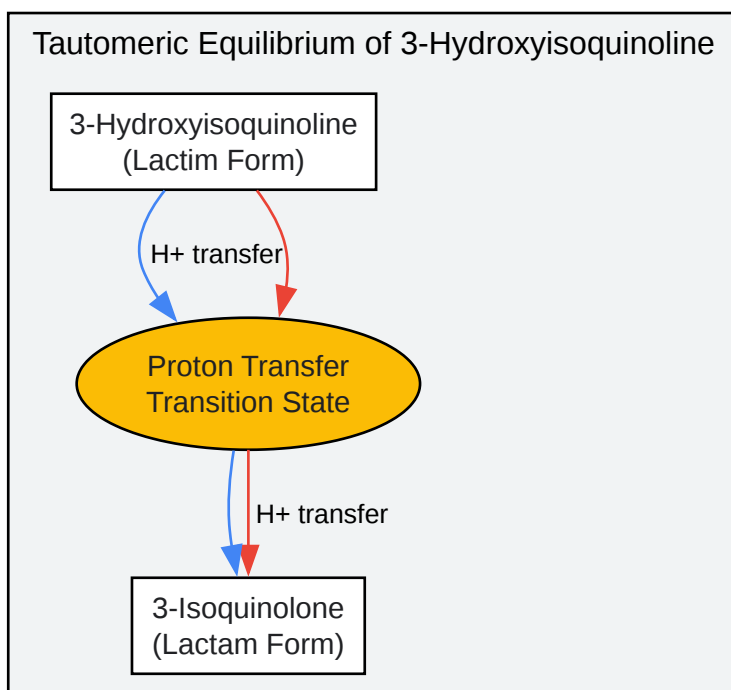 Tautomeric Equilibrium of 3-Hydroxyisoquinoline
3-Hydroxyisoquinoline
(Lactim Form)
H+ transfer
Proton Transfer
Transition State
H+ transfer
3-Isoquinolone
(Lactam Form)